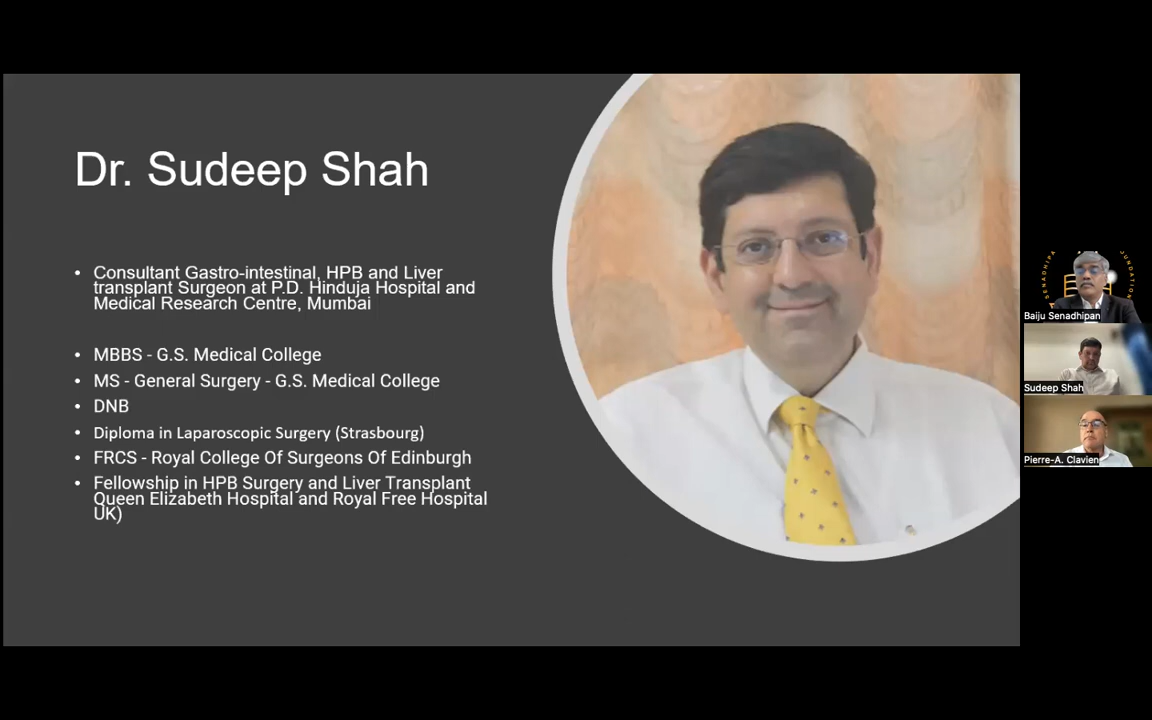 Dr. Sudeep Shah
• Consultant Gastro-intestinal, HPB and Liver
transplant Surgeon at P.D. Hinduja Hospital and
Medical Research Centre, Mumbai
• MBBS - G.S. Medical College
• MS - General Surgery - G.S. Medical College
• DNB
• Diploma in Laparoscopic Surgery (Strasbourg)
• FRCS - Royal College Of Surgeons Of Edinburgh
• Fellowship in HPB Surgery and Liver Transplant
Queen Elizabeth Hospital and Royal Free Hospital
UK)
SENADHIPA
UNDATION
Baiju Senadhipan
Sudeep Shah
Pierre-A. Clavien